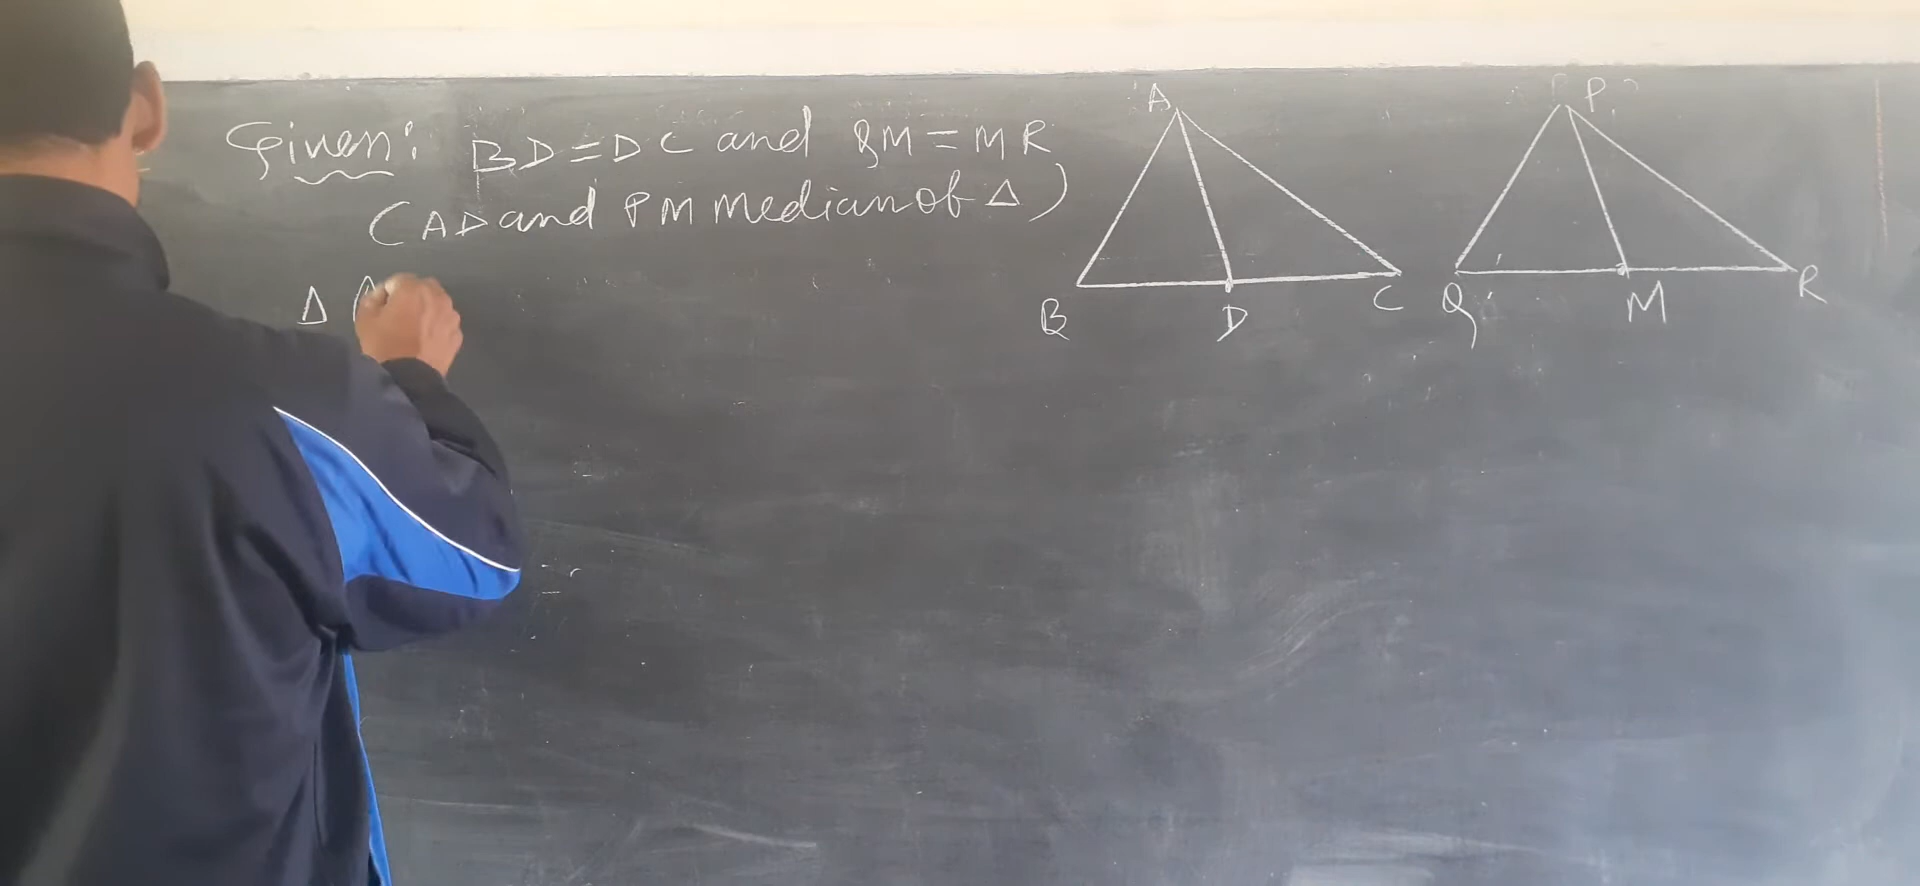 Given: BD = DC and QM = MR
(AD and PM Median of Δ)
Δ
A
P
B
D
C
Q
M
R